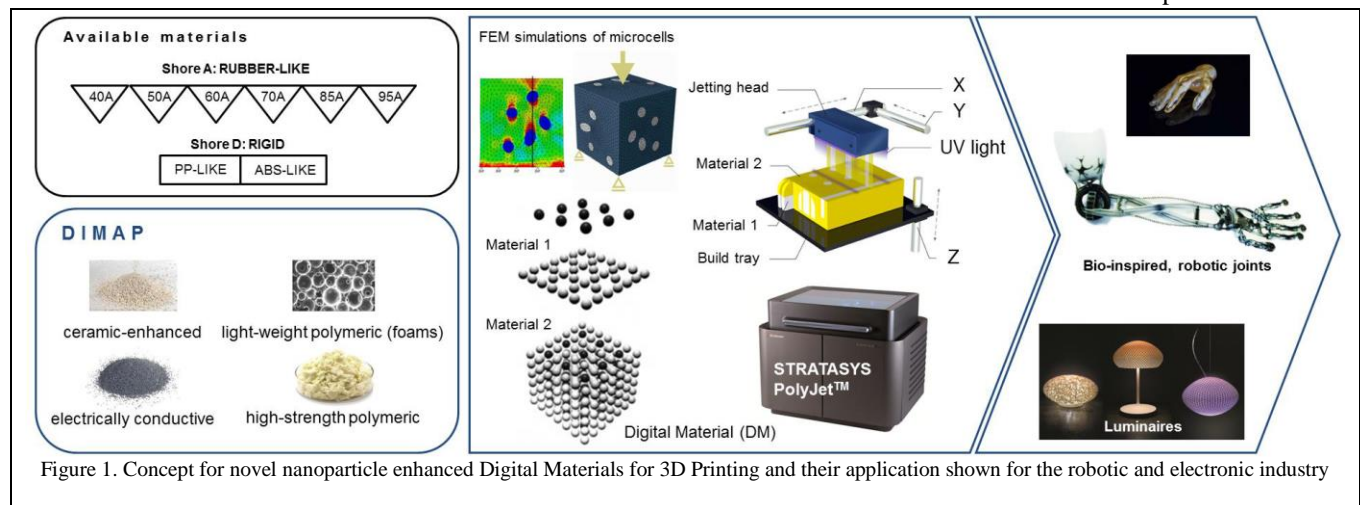 Available materials
Shore A: RUBBER-LIKE
40A 50A 60A 70A 85A 95A
Shore D: RIGID
PP-LIKE ABS-LIKE
DIMAP
ceramic-enhanced
light-weight polymeric (foams)
electrically conductive
high-strength polymeric
FEM simulations of microcells
Material 1
Material 2
Digital Material (DM)
Jetting head
X
Y
UV light
Material 2
Material 1
Build tray
Z
STRATASYS
PolyJet™
Bio-inspired, robotic joints
Luminaires
Figure 1. Concept for novel nanoparticle enhanced Digital Materials for 3D Printing and their application shown for the robotic and electronic industry